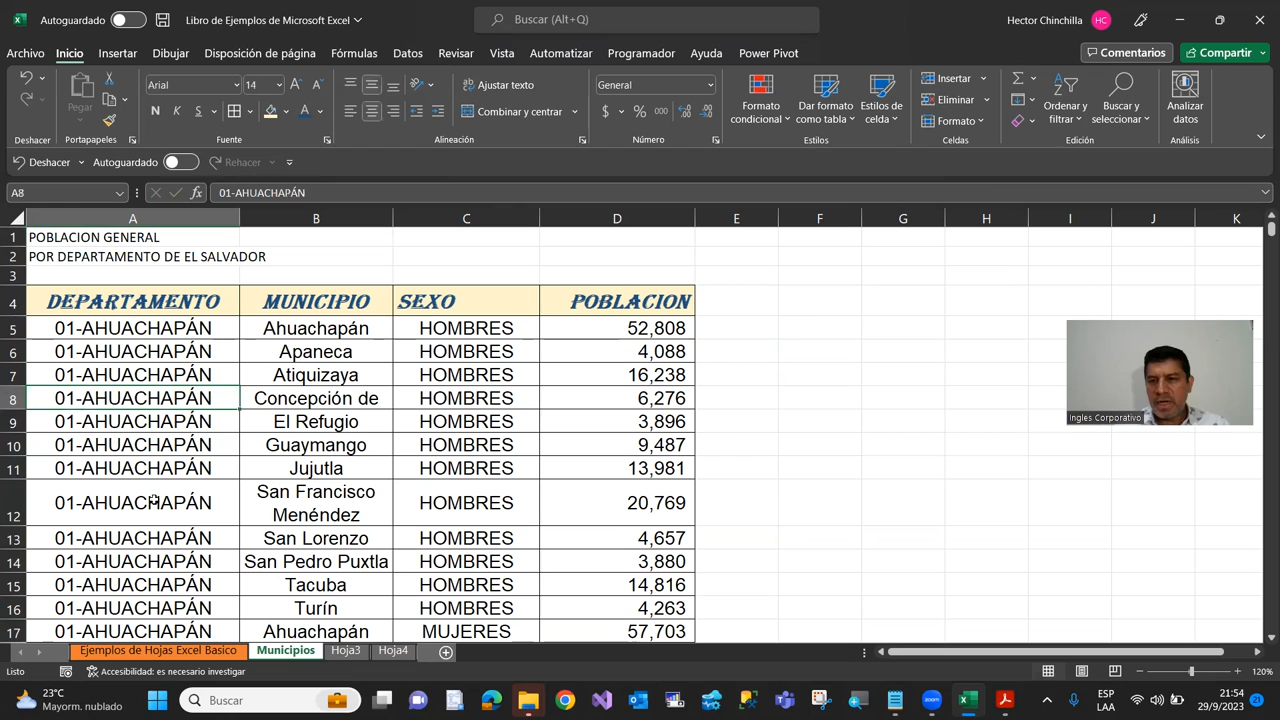 Autoguardado
Libro de Ejemplos de Microsoft Excel
Buscar (Alt+Q)
Hector Chinchilla
HC
Archivo Inicio Insertar Dibujar Disposición de página Fórmulas Datos Revisar Vista Automatizar Programador Ayuda Power Pivot
Comentarios
Compartir
Pegar
Arial 14
N K S
Ajustar texto
Combinar y centrar
General
$ % 000
Formato condicional
Dar formato como tabla
Estilos de celda
Insertar
Eliminar
Formato
Ordenar y filtrar
Buscar y seleccionar
Analizar datos
Deshacer Portapapeles Fuente Alineación Número Estilos Celdas Edición Análisis
Deshacer Autoguardado Rehacer
A8 fx 01-AHUACHAPÁN
A B C D E F G H I J K
1 POBLACION GENERAL
2 POR DEPARTAMENTO DE EL SALVADOR
3
4 DEPARTAMENTO MUNICIPIO SEXO POBLACION
5 01-AHUACHAPÁN Ahuachapán HOMBRES 52,808
6 01-AHUACHAPÁN Apaneca HOMBRES 4,088
7 01-AHUACHAPÁN Atiquizaya HOMBRES 16,238
8 01-AHUACHAPÁN Concepción de HOMBRES 6,276
9 01-AHUACHAPÁN El Refugio HOMBRES 3,896
10 01-AHUACHAPÁN Guaymango HOMBRES 9,487
11 01-AHUACHAPÁN Jujutla HOMBRES 13,981
12 01-AHUACHAPÁN San Francisco Menéndez HOMBRES 20,769
13 01-AHUACHAPÁN San Lorenzo HOMBRES 4,657
14 01-AHUACHAPÁN San Pedro Puxtla HOMBRES 3,880
15 01-AHUACHAPÁN Tacuba HOMBRES 14,816
16 01-AHUACHAPÁN Turín HOMBRES 4,263
17 01-AHUACHAPÁN Ahuachapán MUJERES 57,703
Inglés Corporativo
Ejemplos de Hojas Excel Basico Municipios Hoja3 Hoja4
Listo
Accesibilidad: es necesario investigar
120%
23°C
Mayorm. nublado
Buscar
ESP
LAA
21:54
29/9/2023
21